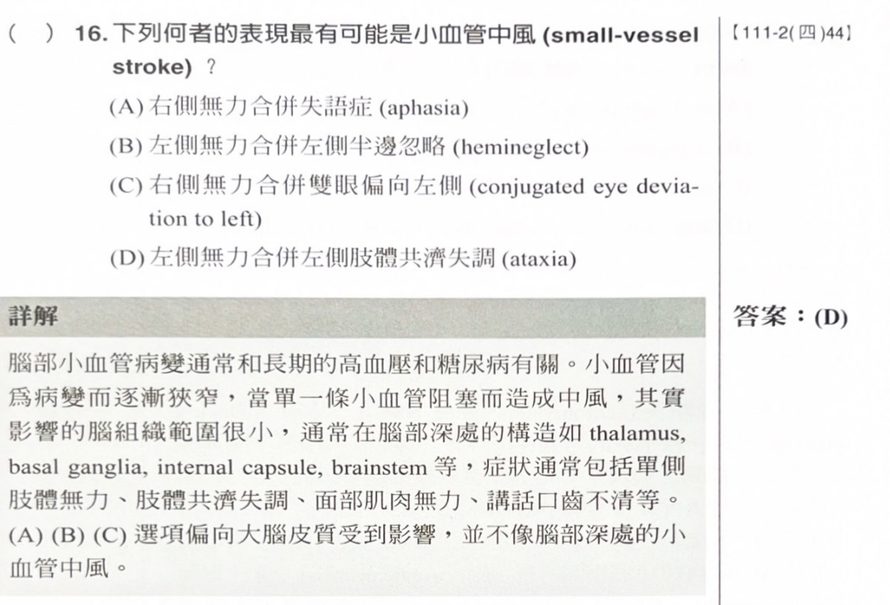 (　) 16. 下列何者的表現最有可能是小血管中風 (small-vessel
stroke) ？
(A) 右側無力合併失語症 (aphasia)
(B) 左側無力合併左側半邊忽略 (hemineglect)
(C) 右側無力合併雙眼偏向左側 (conjugated eye devia-
tion to left)
(D) 左側無力合併左側肢體共濟失調 (ataxia)
【111-2(四)44】
詳解
答案：(D)
腦部小血管病變通常和長期的高血壓和糖尿病有關。小血管因
為病變而逐漸狹窄，當單一條小血管阻塞而造成中風，其實
影響的腦組織範圍很小，通常在腦部深處的構造如 thalamus,
basal ganglia, internal capsule, brainstem 等，症狀通常包括單側
肢體無力、肢體共濟失調、面部肌肉無力、講話口齒不清等。
(A) (B) (C) 選項偏向大腦皮質受到影響，並不像腦部深處的小
血管中風。